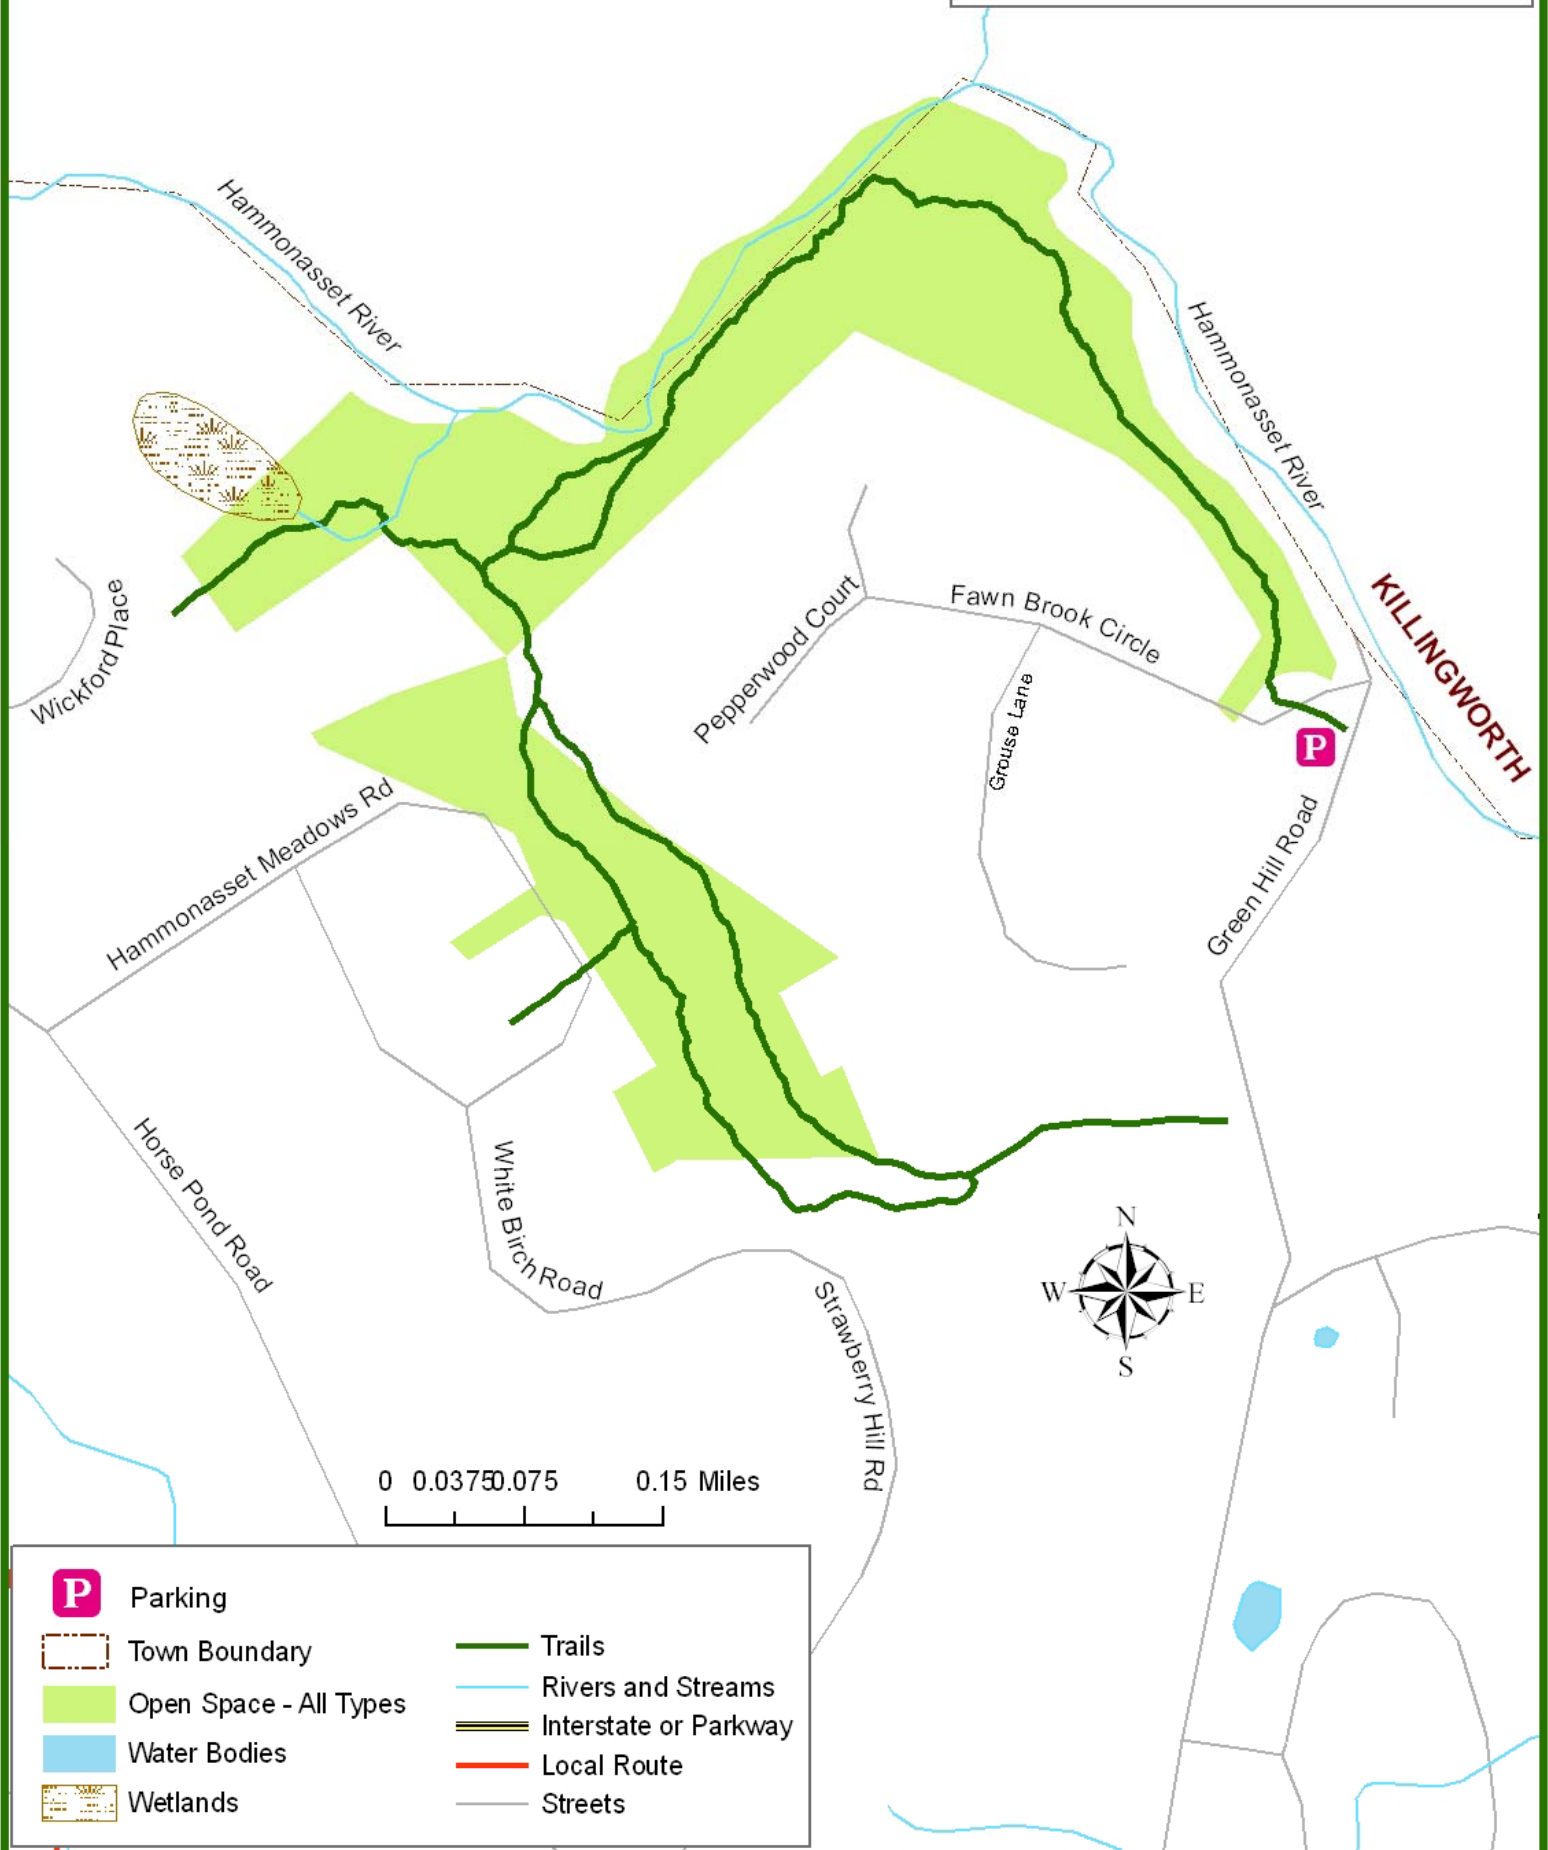 Hammonasset River
Hammonasset River
KILLINGWORTH
Wickford Place
Pepperwood Court
Fawn Brook Circle
Grouse Lane
P
Green Hill Road
Hammonasset Meadows Rd
Horse Pond Road
White Birch Road
Strawberry Hill Rd
N
W E
S
0 0.0375 0.075 0.15 Miles
P Parking
Town Boundary
Open Space - All Types
Water Bodies
Wetlands
Trails
Rivers and Streams
Interstate or Parkway
Local Route
Streets